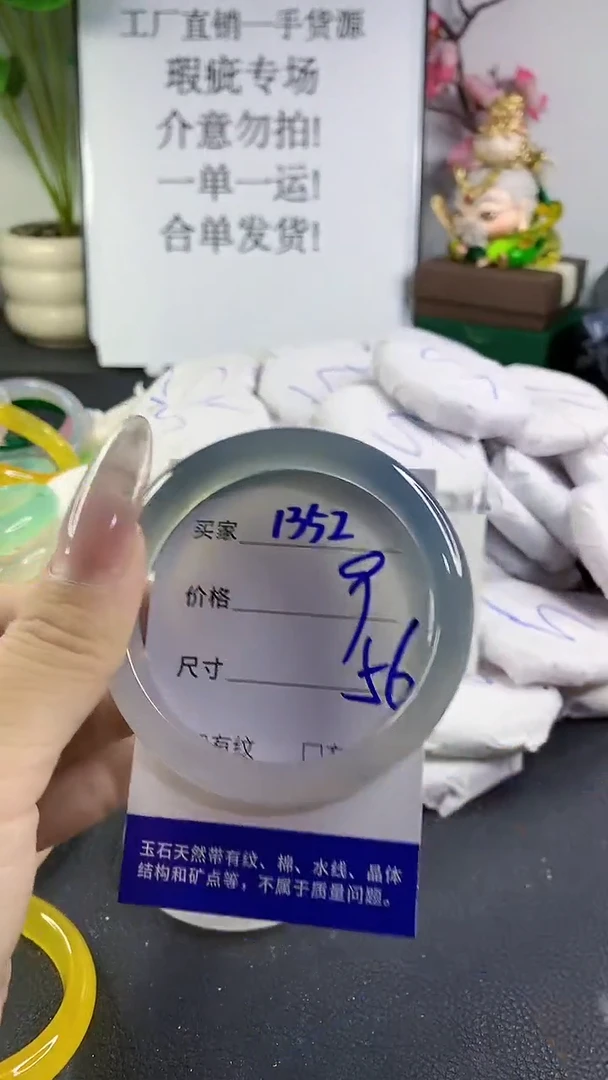 工厂直销一手货源
瑕疵专场
介意勿拍!
一单一运!
合单发货!
买家 1352
价格 9
尺寸 56
有纹
玉石天然带有纹、棉、水线、晶体
结构和矿点等，不属于质量问题。